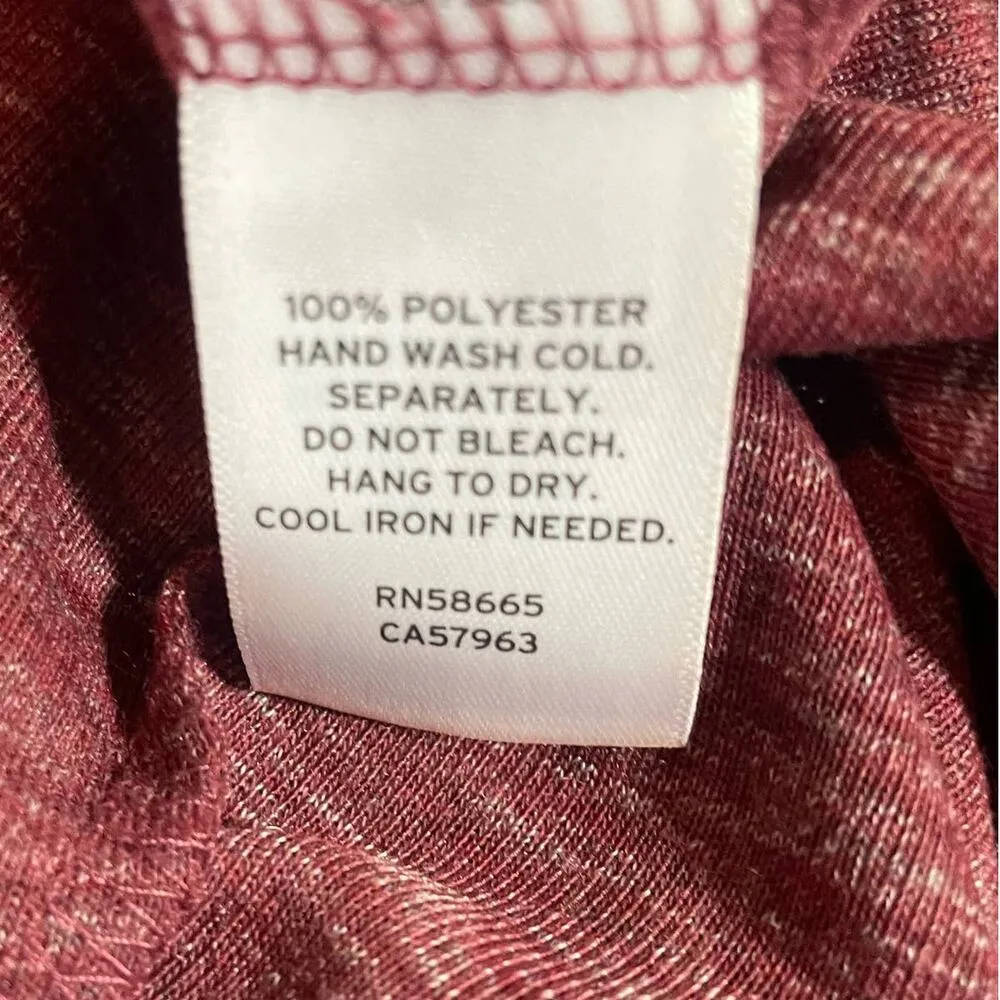 100% POLYESTER
HAND WASH COLD.
SEPARATELY.
DO NOT BLEACH.
HANG TO DRY.
COOL IRON IF NEEDED.
RN58665
CA57963